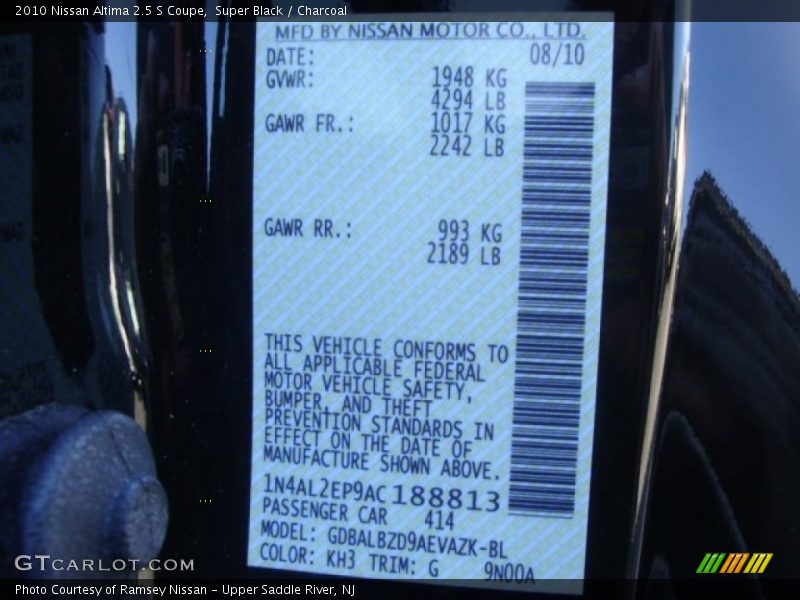 2010 Nissan Altima 2.5 S Coupe,  Super Black / Charcoal
MFD BY NISSAN MOTOR CO., LTD.
DATE: 08/10
GVWR: 1948 KG
4294 LB
GAWR FR.: 1017 KG
2242 LB
GAWR RR.: 993 KG
2189 LB
THIS VEHICLE CONFORMS TO
ALL APPLICABLE FEDERAL
MOTOR VEHICLE SAFETY,
BUMPER, AND THEFT
PREVENTION STANDARDS IN
EFFECT ON THE DATE OF
MANUFACTURE SHOWN ABOVE.
1N4AL2EP9AC188813
PASSENGER CAR 414
MODEL: GDBALBZD9AEVAZK-BL
COLOR: KH3 TRIM: G 9N00A
GTCARLOT.COM
Photo Courtesy of Ramsey Nissan - Upper Saddle River, NJ